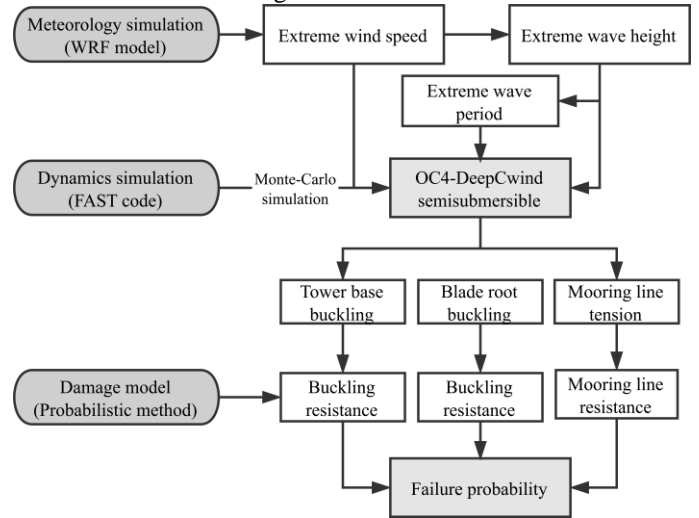 Meteorology simulation
(WRF model)
Extreme wind speed
Extreme wave height
Extreme wave
period
Dynamics simulation
(FAST code)
Monte-Carlo
simulation
OC4-DeepCwind
semisubmersible
Tower base
buckling
Blade root
buckling
Mooring line
tension
Damage model
(Probabilistic method)
Buckling
resistance
Buckling
resistance
Mooring line
resistance
Failure probability